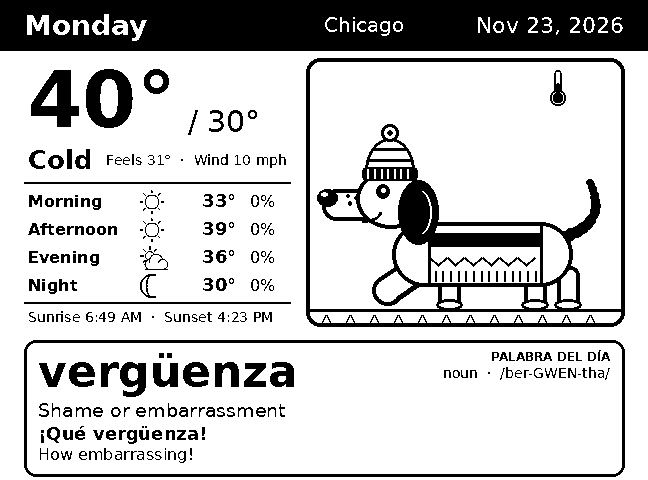 Monday Chicago Nov 23, 2026
40° / 30°
Cold Feels 31° · Wind 10 mph
Morning 33° 0%
Afternoon 39° 0%
Evening 36° 0%
Night 30° 0%
Sunrise 6:49 AM · Sunset 4:23 PM
vergüenza
PALABRA DEL DÍA
noun · /ber-GWEN-tha/
Shame or embarrassment
¡Qué vergüenza!
How embarrassing!